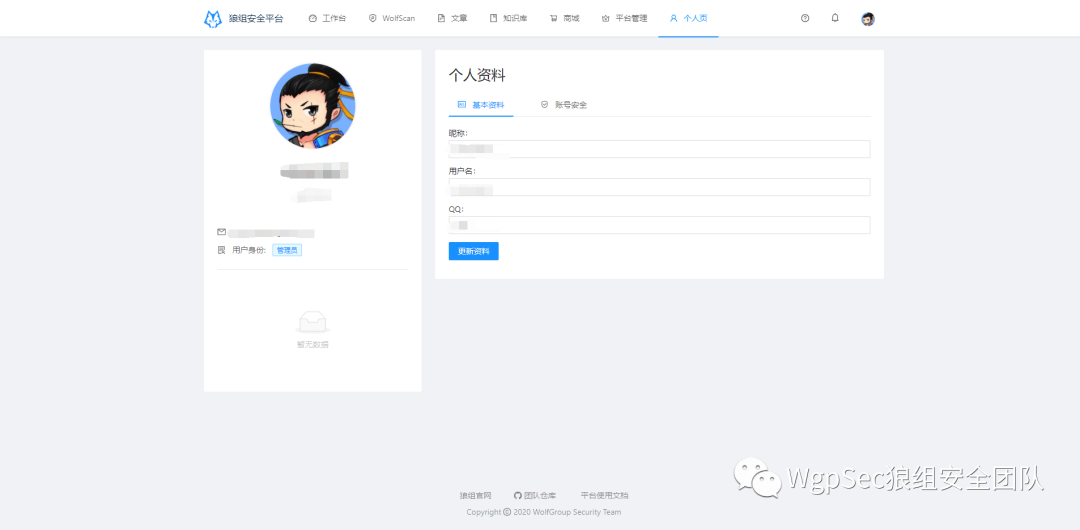 狼组安全平台 工作台 WolfScan 文章 知识库 商城 平台管理 个人页
个人资料
基本资料 账号安全
昵称:
用户名:
QQ:
更新资料
用户身份: 管理员
暂无数据
WgpSec狼组安全团队
狼组官网 团队仓库 平台使用文档
Copyright © 2020 WolfGroup Security Team